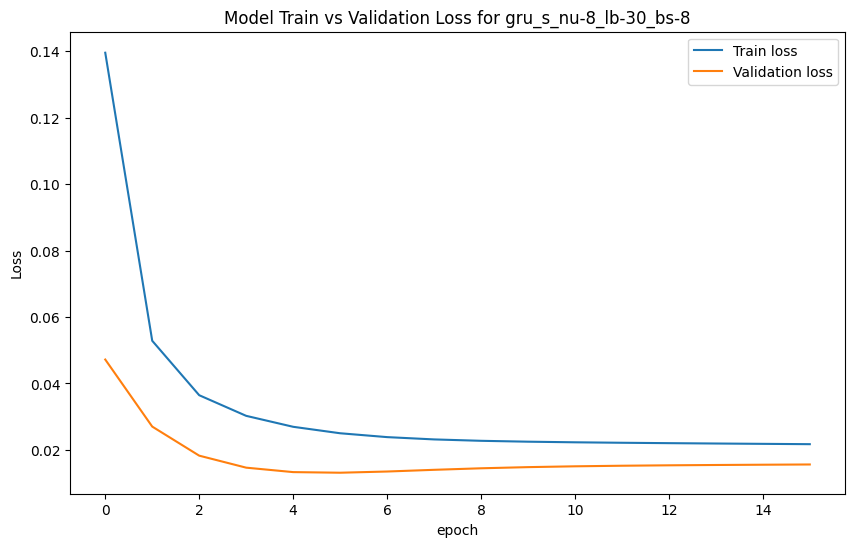 Model Train vs Validation Loss for gru_s_nu-8_lb-30_bs-8
Train loss
Validation loss
Loss
0.14
0.12
0.10
0.08
0.06
0.04
0.02
0 2 4 6 8 10 12 14
epoch